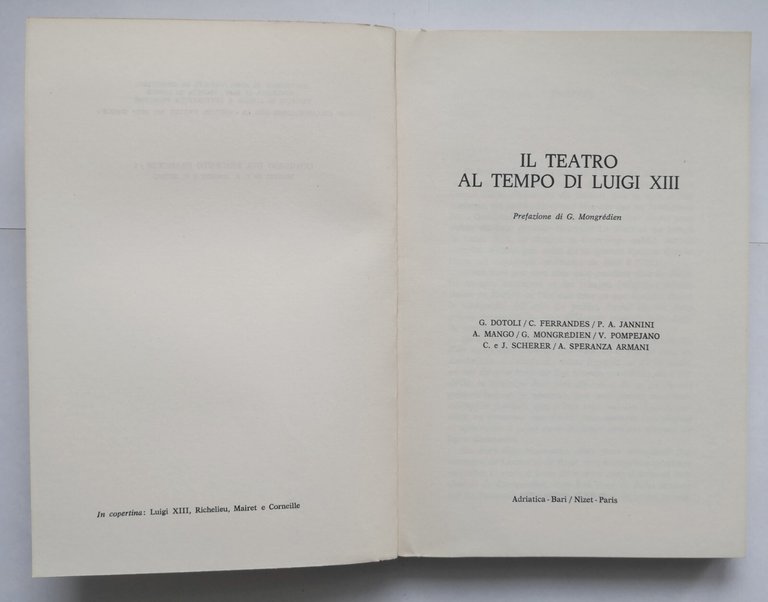 In copertina: Luigi XIII, Richelieu, Mairet e Corneille
IL TEATRO
AL TEMPO DI LUIGI XIII
Prefazione di G. Mongrédien
G. DOTOLI / C. FERRANDES / P. A. JANNINI
A. MANGO / G. MONGRÉDIEN / V. POMPEJANO
C. e J. SCHERER / A. SPERANZA ARMANI
Adriatica - Bari / Nizet - Paris